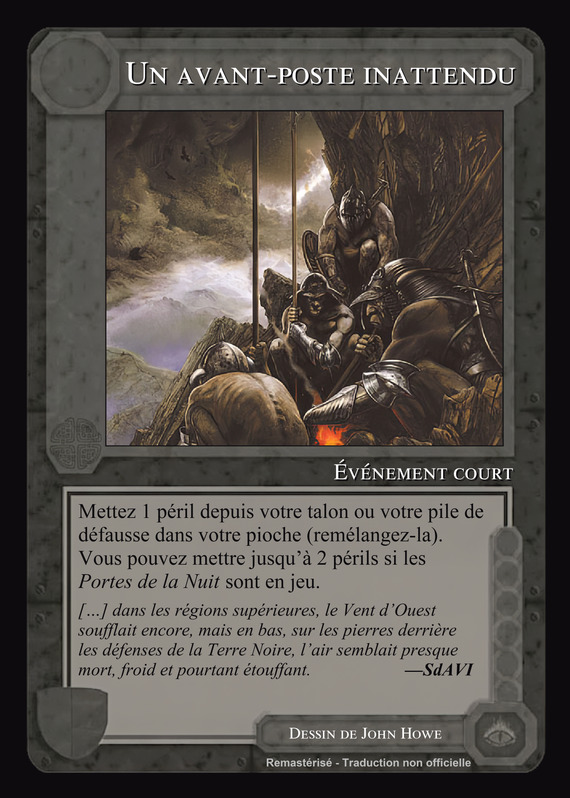 Un avant-poste inattendu
Événement court
Mettez 1 péril depuis votre talon ou votre pile de
défausse dans votre pioche (remélangez-la).
Vous pouvez mettre jusqu'à 2 périls si les
Portes de la Nuit sont en jeu.
[…] dans les régions supérieures, le Vent d'Ouest
soufflait encore, mais en bas, sur les pierres derrière
les défenses de la Terre Noire, l'air semblait presque
mort, froid et pourtant étouffant. —SdAVI
Dessin de John Howe
Remastérisé - Traduction non officielle